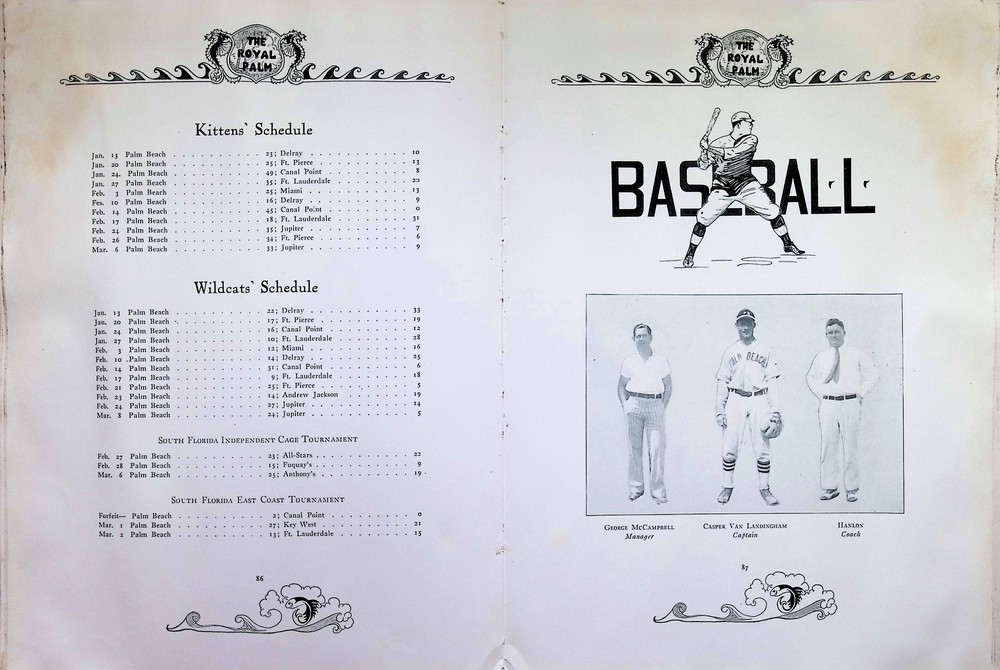 THE
ROYAL
PALM
Kittens' Schedule
Jan. 13 Palm Beach . . . . . . . . . . 23; Delray . . . . . . . . . . 10
Jan. 20 Palm Beach . . . . . . . . . . 25; Ft. Pierce . . . . . . . . . . 13
Jan. 24. Palm Beach . . . . . . . . . . 49; Canal Point . . . . . . . . . . 8
Jan. 27 Palm Beach . . . . . . . . . . 35; Ft. Lauderdale . . . . . . . . . . 20
Feb. 3 Palm Beach . . . . . . . . . . 25; Miami . . . . . . . . . . 13
Fes. 10 Palm Beach . . . . . . . . . . 16; Delray . . . . . . . . . . 9
Feb. 14 Palm Beach . . . . . . . . . . 45; Canal Point . . . . . . . . . . 0
Feb. 17 Palm Beach . . . . . . . . . . 18; Ft. Lauderdale . . . . . . . . . . 31
Feb. 24 Palm Beach . . . . . . . . . . 35; Jupiter . . . . . . . . . . 7
Feb. 26 Palm Beach . . . . . . . . . . 34; Ft. Pierce . . . . . . . . . . 6
Mar. 6 Palm Beach . . . . . . . . . . 33; Jupiter . . . . . . . . . . 9
Wildcats' Schedule
Jan. 13 Palm Beach . . . . . . . . . . 22; Delray . . . . . . . . . . 33
Jan. 20 Palm Beach . . . . . . . . . . 17; Ft. Pierce . . . . . . . . . . 19
Jan. 24 Palm Beach . . . . . . . . . . 16; Canal Point . . . . . . . . . . 12
Jan. 27 Palm Beach . . . . . . . . . . 10; Ft. Lauderdale . . . . . . . . . . 28
Feb. 3 Palm Beach . . . . . . . . . . 12; Miami . . . . . . . . . . 16
Feb. 10 Palm Beach . . . . . . . . . . 14; Delray . . . . . . . . . . 25
Feb. 14 Palm Beach . . . . . . . . . . 51; Canal Point . . . . . . . . . . 6
Feb. 17 Palm Beach . . . . . . . . . . 9; Ft. Lauderdale . . . . . . . . . . 18
Feb. 21 Palm Beach . . . . . . . . . . 25; Ft. Pierce . . . . . . . . . . 5
Feb. 23 Palm Beach . . . . . . . . . . 14; Andrew Jackson . . . . . . . . . . 19
Feb. 24 Palm Beach . . . . . . . . . . 27; Jupiter . . . . . . . . . . 14
Mar. 8 Palm Beach . . . . . . . . . . 24; Jupiter . . . . . . . . . . 5
South Florida Independent Cage Tournament
Feb. 27 Palm Beach . . . . . . . . . . 23; All-Stars . . . . . . . . . . 22
Feb. 28 Palm Beach . . . . . . . . . . 15; Fuquay's . . . . . . . . . . 9
Mar. 6 Palm Beach . . . . . . . . . . 25; Anthony's . . . . . . . . . . 19
South Florida East Coast Tournament
Forfeit— Palm Beach . . . . . . . . . . 2; Canal Point . . . . . . . . . . 0
Mar. 1 Palm Beach . . . . . . . . . . 27; Key West . . . . . . . . . . 21
Mar. 2 Palm Beach . . . . . . . . . . 13; Ft. Lauderdale . . . . . . . . . . 15
86
THE
ROYAL
PALM
BASEBALL
PALM BEACH
George McCampbell
Manager
Casper Van Landingham
Captain
Hanlon
Coach
87